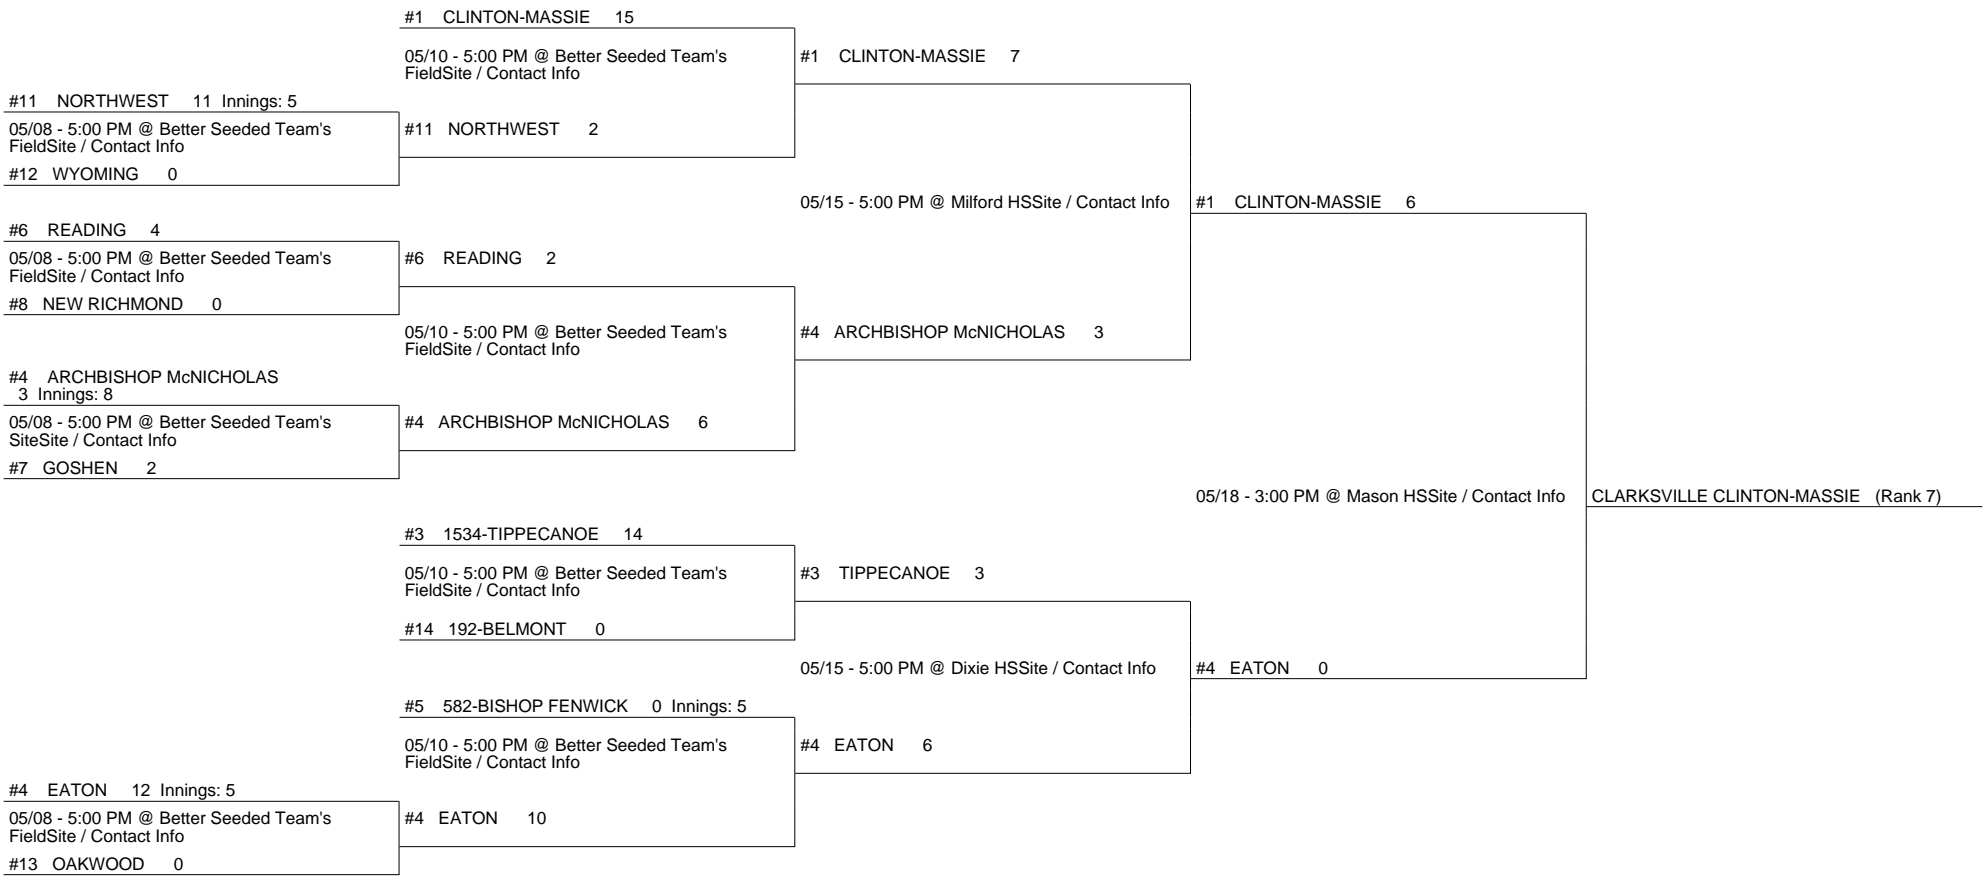 #1 CLINTON-MASSIE 15
05/10 - 5:00 PM @ Better Seeded Team's
FieldSite / Contact Info
#1 CLINTON-MASSIE 7
#11 NORTHWEST 11 Innings: 5
05/08 - 5:00 PM @ Better Seeded Team's
FieldSite / Contact Info
#11 NORTHWEST 2
#12 WYOMING 0
05/15 - 5:00 PM @ Milford HSSite / Contact Info
#1 CLINTON-MASSIE 6
#6 READING 4
05/08 - 5:00 PM @ Better Seeded Team's
FieldSite / Contact Info
#6 READING 2
#8 NEW RICHMOND 0
05/10 - 5:00 PM @ Better Seeded Team's
FieldSite / Contact Info
#4 ARCHBISHOP McNICHOLAS 3
#4 ARCHBISHOP McNICHOLAS
3 Innings: 8
05/08 - 5:00 PM @ Better Seeded Team's
SiteSite / Contact Info
#4 ARCHBISHOP McNICHOLAS 6
#7 GOSHEN 2
05/18 - 3:00 PM @ Mason HSSite / Contact Info
CLARKSVILLE CLINTON-MASSIE (Rank 7)
#3 1534-TIPPECANOE 14
05/10 - 5:00 PM @ Better Seeded Team's
FieldSite / Contact Info
#3 TIPPECANOE 3
#14 192-BELMONT 0
05/15 - 5:00 PM @ Dixie HSSite / Contact Info
#4 EATON 0
#5 582-BISHOP FENWICK 0 Innings: 5
05/10 - 5:00 PM @ Better Seeded Team's
FieldSite / Contact Info
#4 EATON 6
#4 EATON 12 Innings: 5
05/08 - 5:00 PM @ Better Seeded Team's
FieldSite / Contact Info
#4 EATON 10
#13 OAKWOOD 0